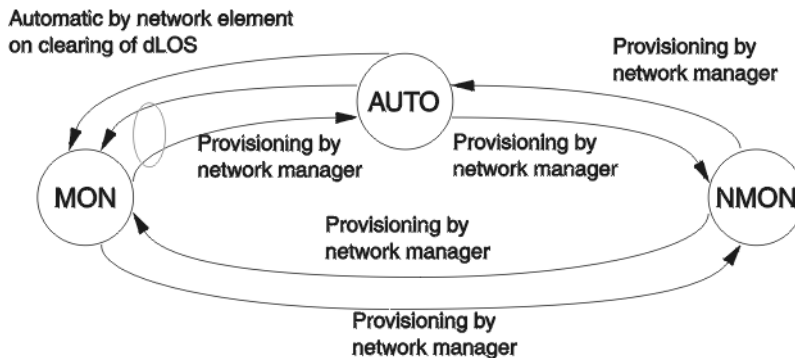 Automatic by network element
on clearing of dLOS
Provisioning by
network manager
AUTO
Provisioning by
network manager
Provisioning by
network manager
MON
NMON
Provisioning by
network manager
Provisioning by
network manager